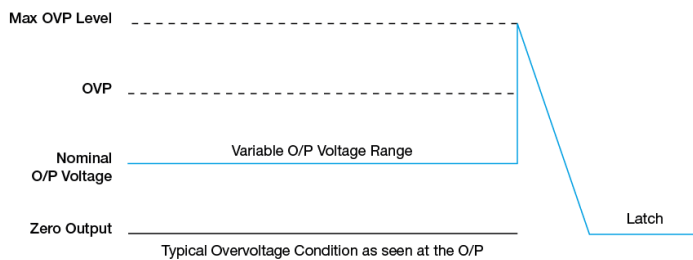 Max OVP Level
OVP
Variable O/P Voltage Range
Nominal
O/P Voltage
Latch
Zero Output
Typical Overvoltage Condition as seen at the O/P